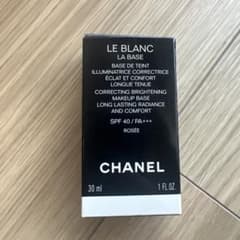 LE BLANC
LA BASE
BASE DE TEINT
ILLUMINATRICE CORRECTRICE
ÉCLAT ET CONFORT
LONGUE TENUE
CORRECTING BRIGHTENING
MAKEUP BASE
LONG LASTING RADIANCE
AND COMFORT
SPF 40 / PA+++
ROSÉE
CHANEL
30 ml 1 FL. OZ.